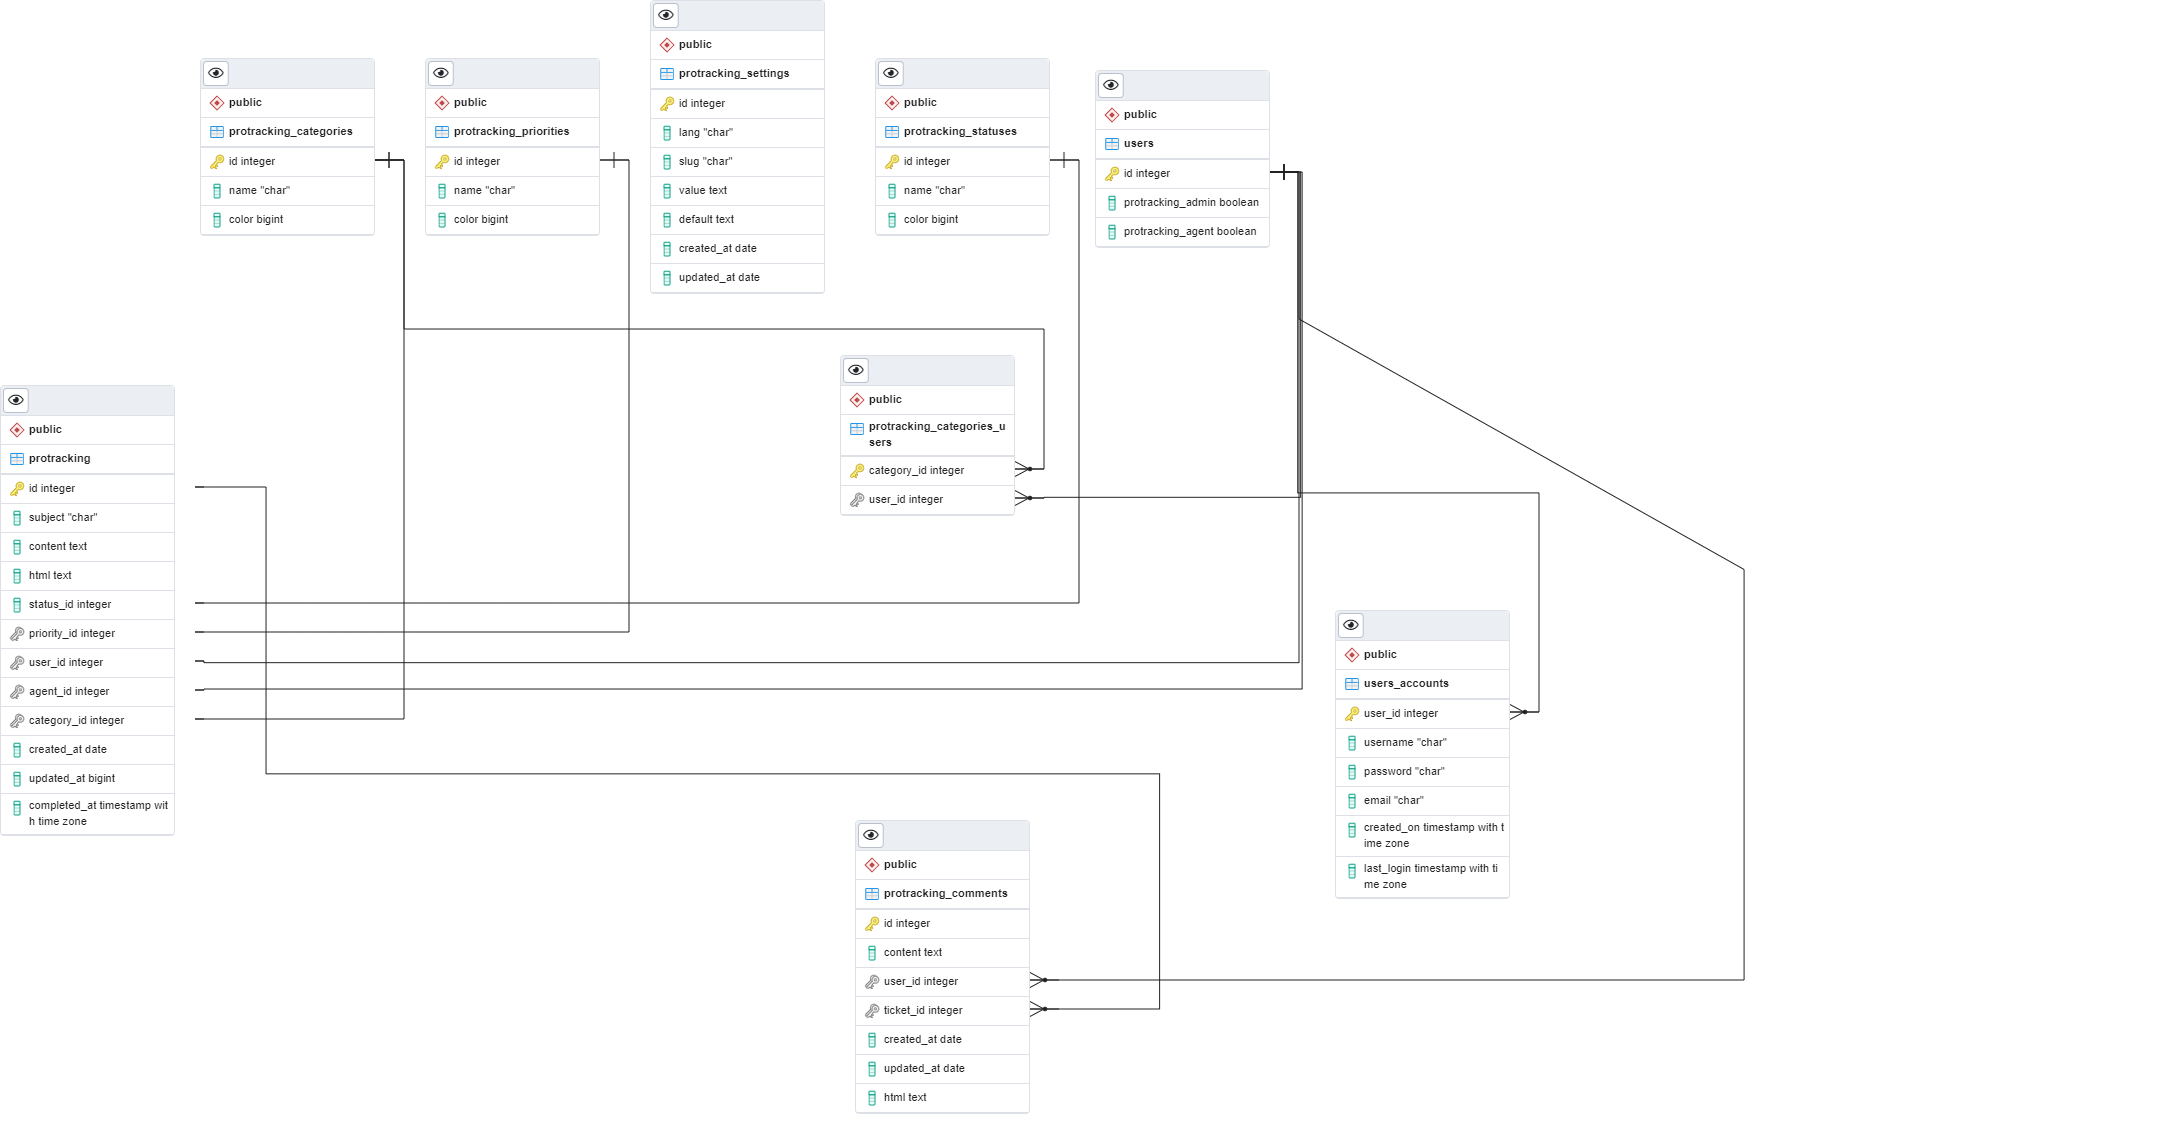 public
protracking_categories
id integer
name "char"
color bigint
public
protracking_priorities
id integer
name "char"
color bigint
public
protracking_settings
id integer
lang "char"
slug "char"
value text
default text
created_at date
updated_at date
public
protracking_statuses
id integer
name "char"
color bigint
public
users
id integer
protracking_admin boolean
protracking_agent boolean
public
protracking_categories_u
sers
category_id integer
user_id integer
public
protracking
id integer
subject "char"
content text
html text
status_id integer
priority_id integer
user_id integer
agent_id integer
category_id integer
created_at date
updated_at bigint
completed_at timestamp wit
h time zone
public
users_accounts
user_id integer
username "char"
password "char"
email "char"
created_on timestamp with t
ime zone
last_login timestamp with ti
me zone
public
protracking_comments
id integer
content text
user_id integer
ticket_id integer
created_at date
updated_at date
html text